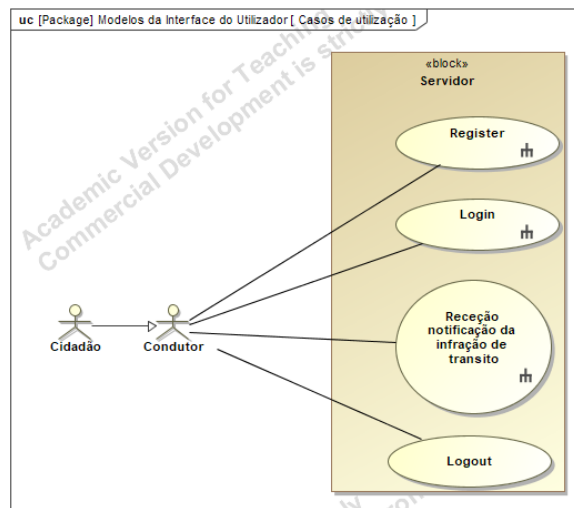 uc [Package] Modelos da Interface do Utilizador [ Casos de utilização ]
Academic Version for Teaching
Commercial Development is strictly
«block»
Servidor
Register
Login
Cidadão
Condutor
Receção
notificação da
infração de
transito
Logout